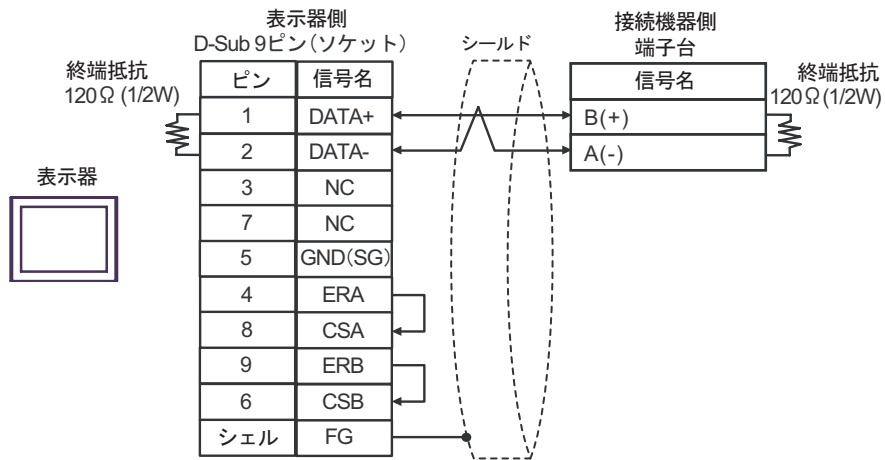 表示器側
D-Sub 9ピン(ソケット)
シールド
接続機器側
端子台
終端抵抗
120Ω(1/2W)
ピン 信号名
1 DATA+
2 DATA-
3 NC
7 NC
5 GND(SG)
4 ERA
8 CSA
9 ERB
6 CSB
シェル FG
信号名
B(+)
A(-)
終端抵抗
120Ω(1/2W)
表示器